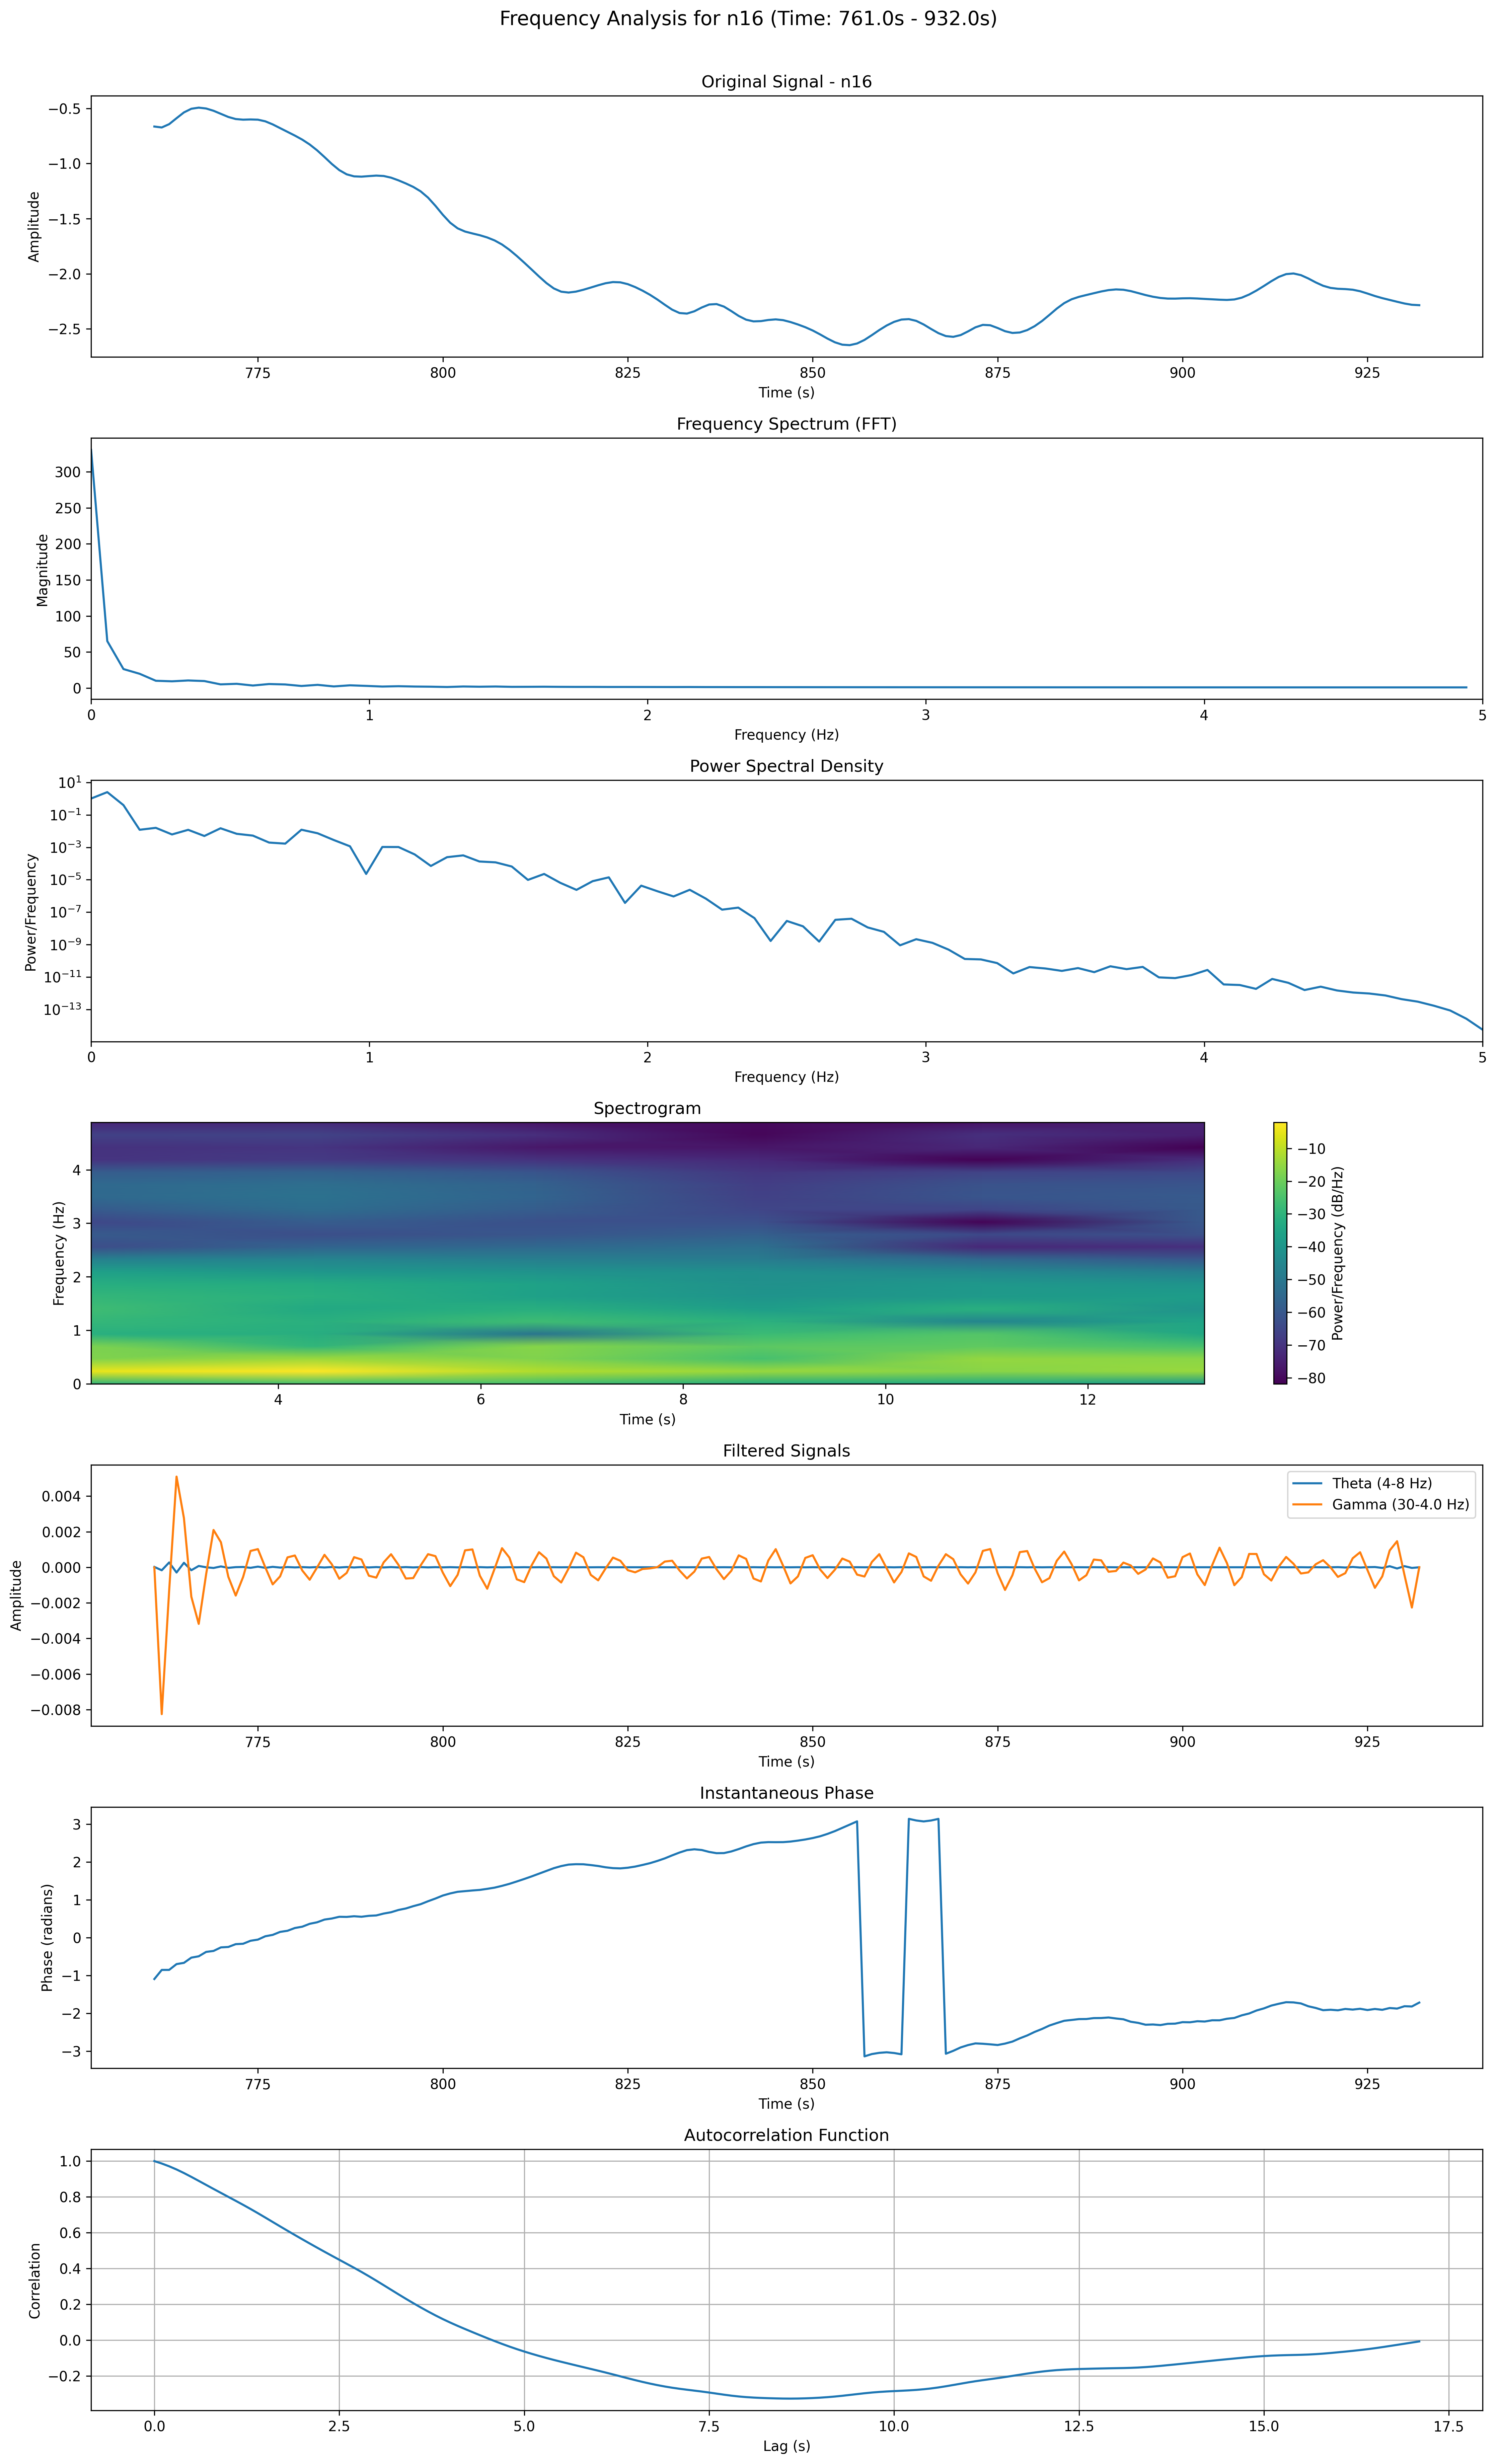 Frequency Analysis for n16 (Time: 761.0s - 932.0s)
Original Signal - n16
−0.5
−1.0
−1.5
−2.0
−2.5
Amplitude
775 800 825 850 875 900 925
Time (s)
Frequency Spectrum (FFT)
300
250
200
150
100
50
0
Magnitude
0 1 2 3 4 5
Frequency (Hz)
Power Spectral Density
10¹
10⁻¹
10⁻³
10⁻⁵
10⁻⁷
10⁻⁹
10⁻¹¹
10⁻¹³
Power/Frequency
0 1 2 3 4 5
Frequency (Hz)
Spectrogram
4
3
2
1
0
Frequency (Hz)
4 6 8 10 12
Time (s)
−10
−20
−30
−40
−50
−60
−70
−80
Power/Frequency (dB/Hz)
Filtered Signals
Theta (4-8 Hz)
Gamma (30-4.0 Hz)
0.004
0.002
0.000
−0.002
−0.004
−0.006
−0.008
Amplitude
775 800 825 850 875 900 925
Time (s)
Instantaneous Phase
3
2
1
0
−1
−2
−3
Phase (radians)
775 800 825 850 875 900 925
Time (s)
Autocorrelation Function
1.0
0.8
0.6
0.4
0.2
0.0
−0.2
Correlation
0.0 2.5 5.0 7.5 10.0 12.5 15.0 17.5
Lag (s)